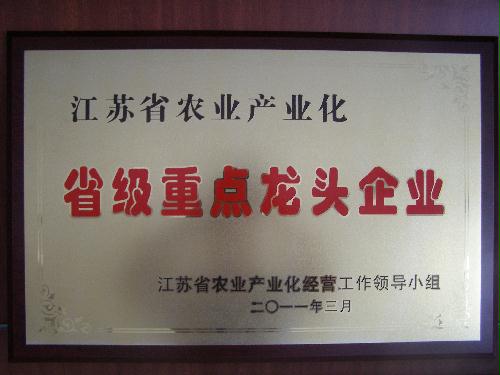 江苏省农业产业化
省级重点龙头企业
江苏省农业产业化经营工作领导小组
二〇一一年三月